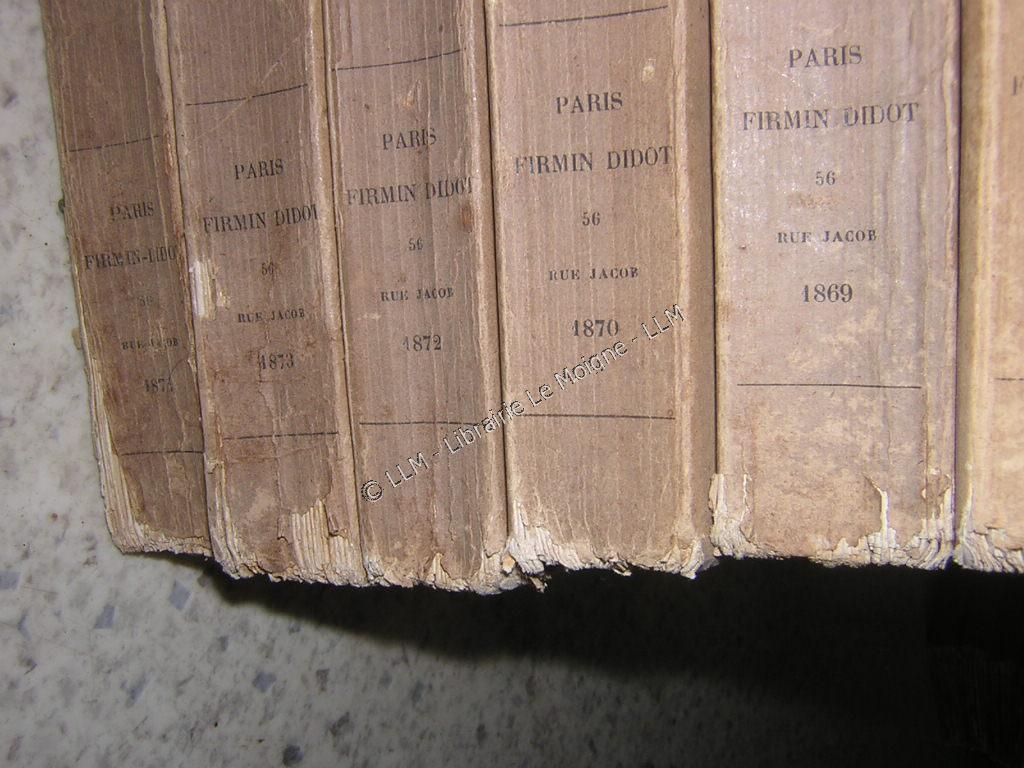 PARIS
FIRMIN-DIDOT
56
RUE JACOB
187
PARIS
FIRMIN DIDOT
56
RUE JACOB
1873
PARIS
FIRMIN DIDOT
56
RUE JACOB
1872
PARIS
FIRMIN DIDOT
56
RUE JACOB
1870
PARIS
FIRMIN DIDOT
56
RUE JACOB
1869
F
© LLM - Librairie Le Moigne - LLM